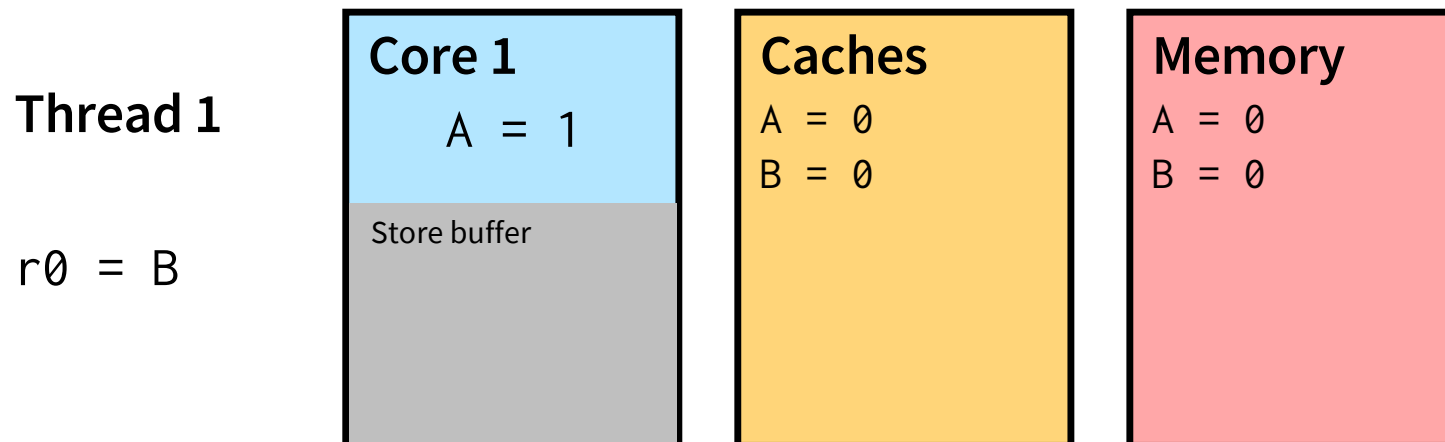 Thread 1
r0 = B
Core 1
A = 1
Store buffer
Caches
A = 0
B = 0
Memory
A = 0
B = 0